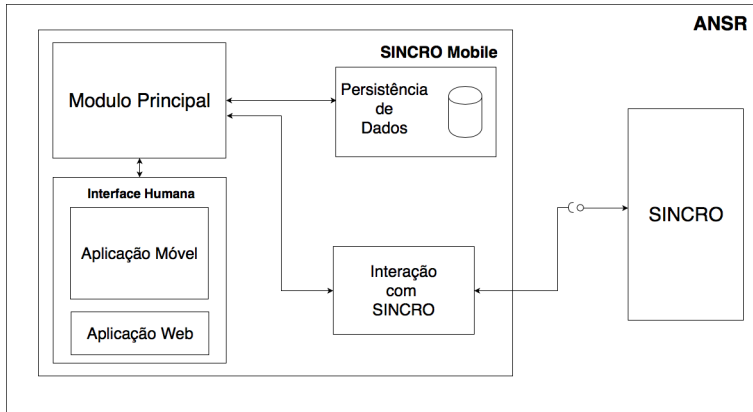 ANSR
SINCRO Mobile
Modulo Principal
Persistência
de
Dados
Interface Humana
Aplicação Móvel
Aplicação Web
Interação
com
SINCRO
SINCRO